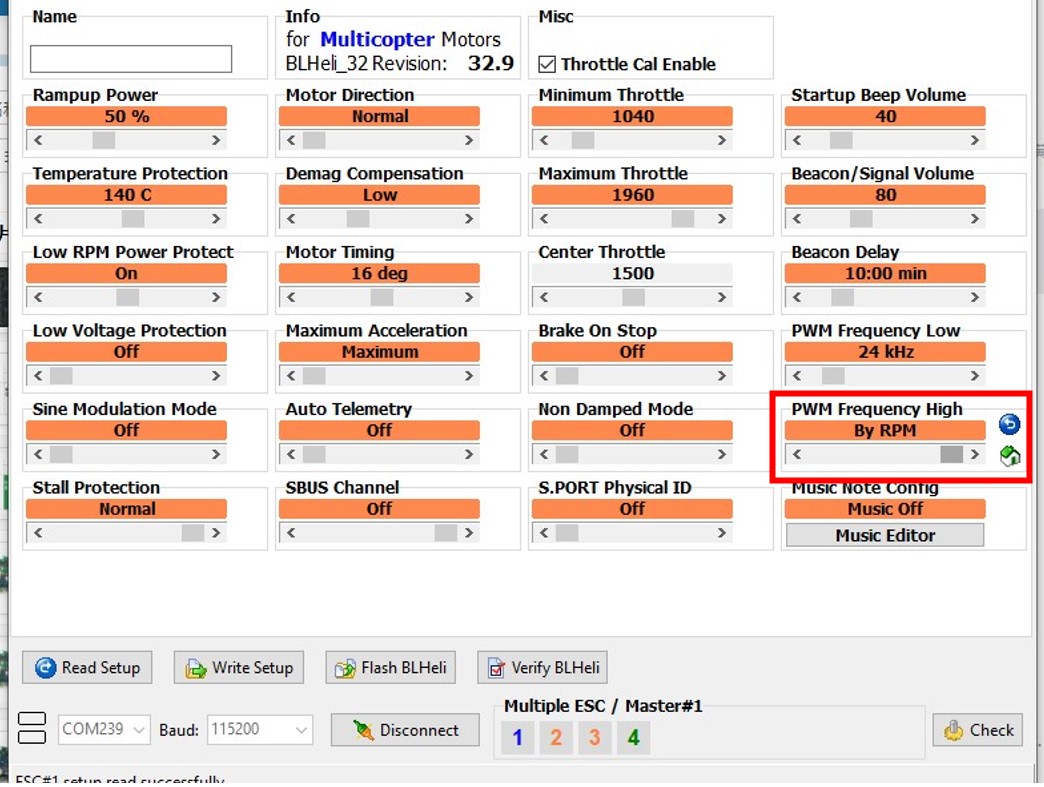 Name
Info
Misc
for Multicopter Motors
BLHeli_32 Revision: 32.9
Throttle Cal Enable
Rampup Power
Motor Direction
Minimum Throttle
Startup Beep Volume
50 %
Normal
1040
40
Temperature Protection
Demag Compensation
Maximum Throttle
Beacon/Signal Volume
140 C
Low
1960
80
Low RPM Power Protect
Motor Timing
Center Throttle
Beacon Delay
On
16 deg
1500
10:00 min
Low Voltage Protection
Maximum Acceleration
Brake On Stop
PWM Frequency Low
Off
Maximum
Off
24 kHz
Sine Modulation Mode
Auto Telemetry
Non Damped Mode
PWM Frequency High
Off
Off
Off
By RPM
Stall Protection
SBUS Channel
S.PORT Physical ID
Music Note Config
Normal
Off
Off
Music Off
Music Editor
Read Setup
Write Setup
Flash BLHeli
Verify BLHeli
Multiple ESC / Master#1
COM239
Baud:
115200
Disconnect
1
2
3
4
Check
ESC#1 setup read successfully